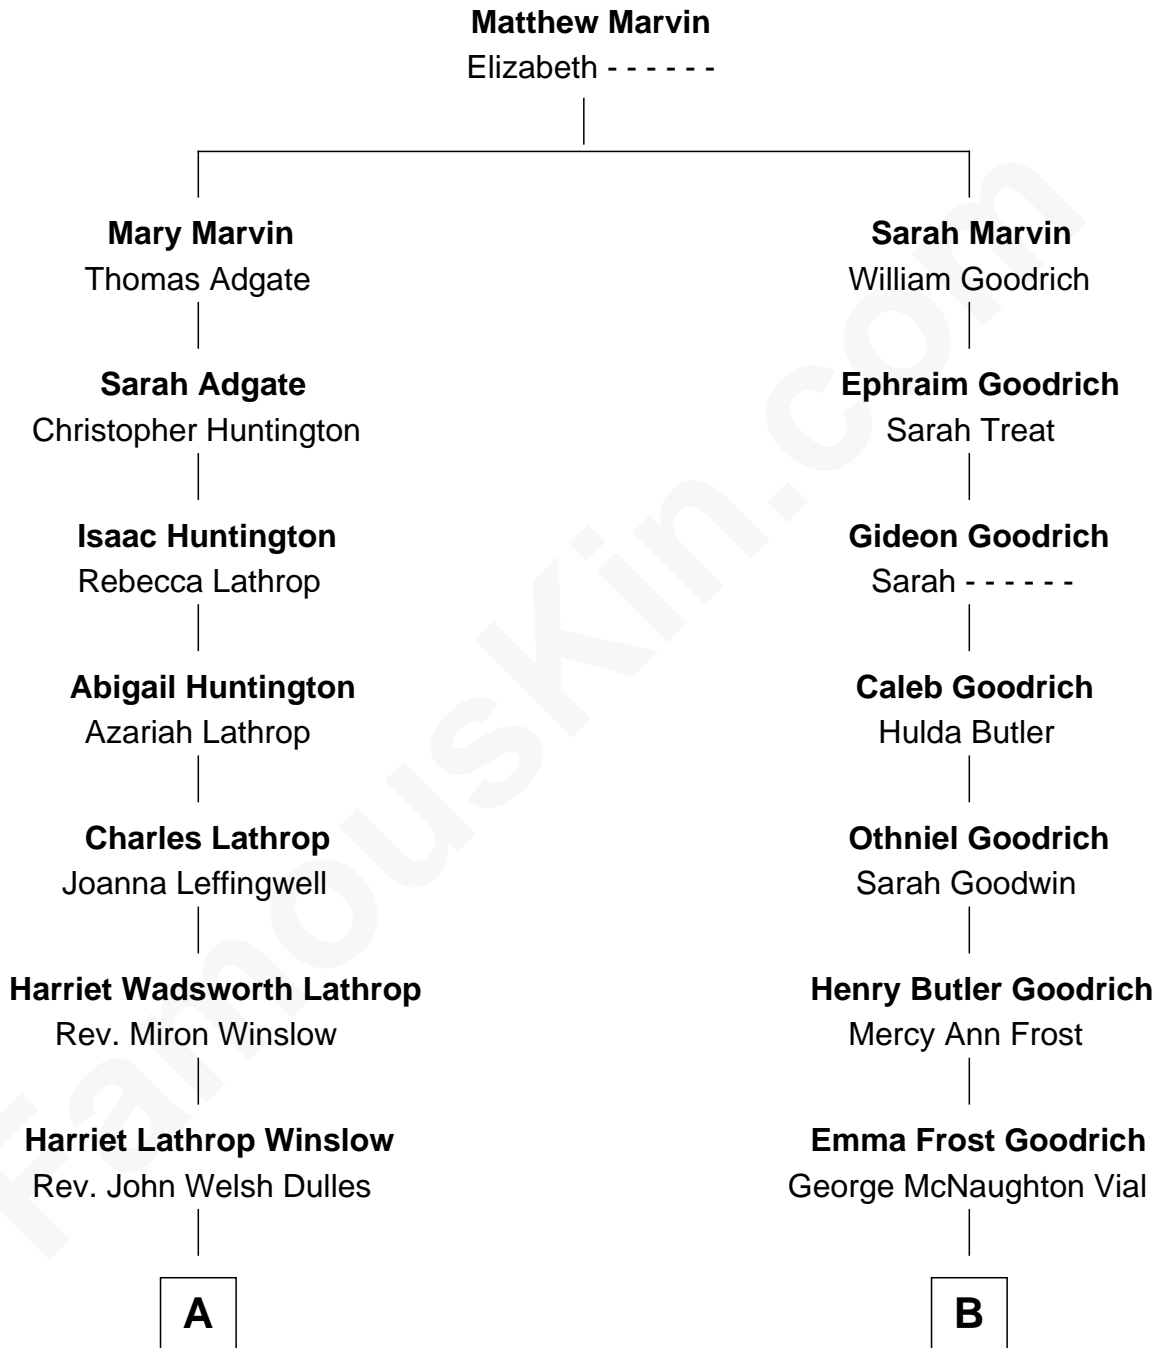 Matthew Marvin
Elizabeth - - - - - -
Mary Marvin
Thomas Adgate
Sarah Adgate
Christopher Huntington
Isaac Huntington
Rebecca Lathrop
Abigail Huntington
Azariah Lathrop
Charles Lathrop
Joanna Leffingwell
Harriet Wadsworth Lathrop
Rev. Miron Winslow
Harriet Lathrop Winslow
Rev. John Welsh Dulles
A
Sarah Marvin
William Goodrich
Ephraim Goodrich
Sarah Treat
Gideon Goodrich
Sarah - - - - - -
Caleb Goodrich
Hulda Butler
Othniel Goodrich
Sarah Goodwin
Henry Butler Goodrich
Mercy Ann Frost
Emma Frost Goodrich
George McNaughton Vial
B
FamousKin.com